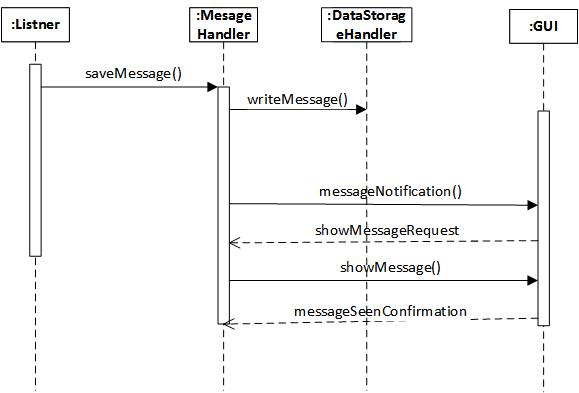 :Listner
:Mesage
Handler
:DataStorag
eHandler
:GUI
saveMessage()
writeMessage()
messageNotification()
showMessageRequest
showMessage()
messageSeenConfirmation